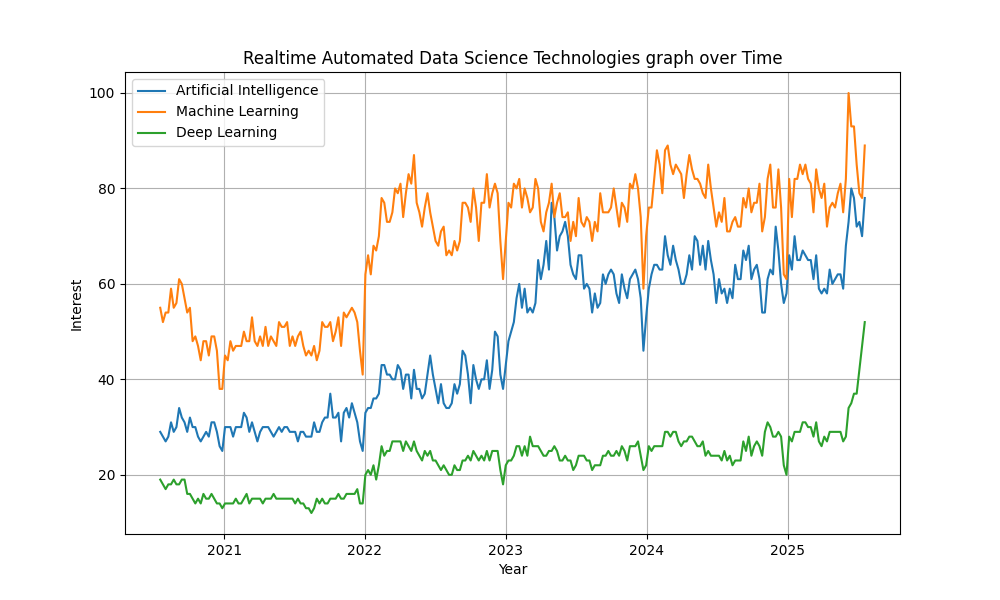 Realtime Automated Data Science Technologies graph over Time
Artificial Intelligence
Machine Learning
Deep Learning
100
80
60
40
20
Interest
2021 2022 2023 2024 2025
Year